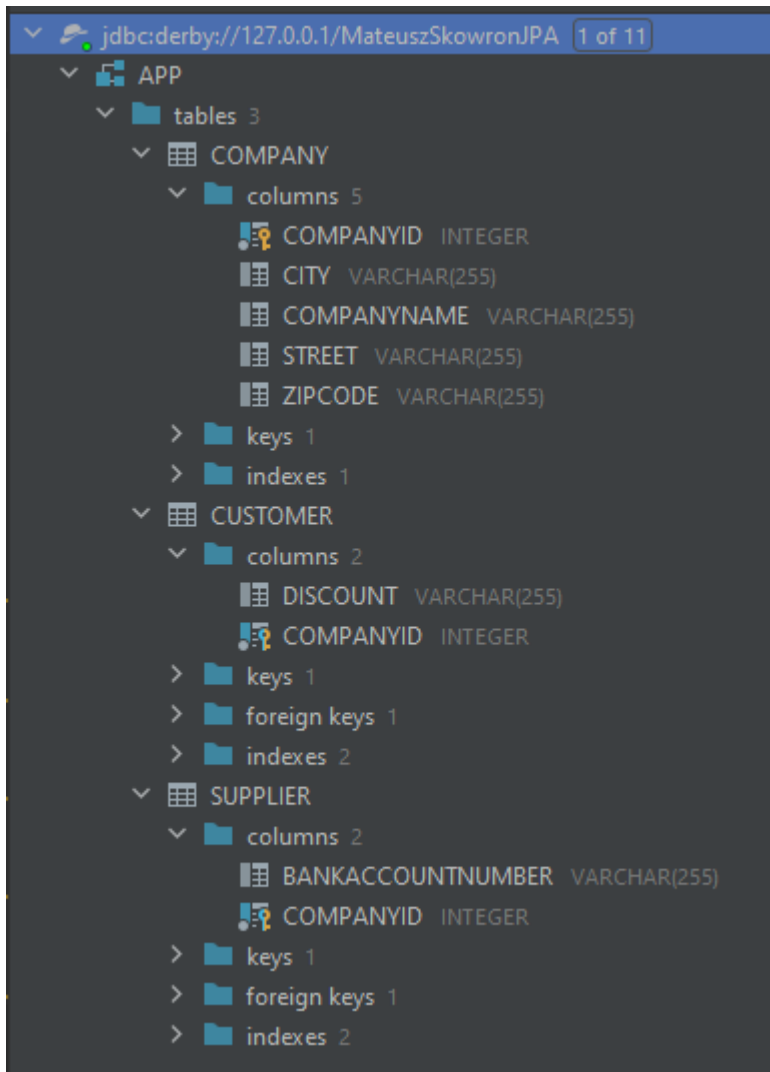 jdbc:derby://127.0.0.1/MateuszSkowronJPA 1 of 11
APP
tables 3
COMPANY
columns 5
COMPANYID INTEGER
CITY VARCHAR(255)
COMPANYNAME VARCHAR(255)
STREET VARCHAR(255)
ZIPCODE VARCHAR(255)
keys 1
indexes 1
CUSTOMER
columns 2
DISCOUNT VARCHAR(255)
COMPANYID INTEGER
keys 1
foreign keys 1
indexes 2
SUPPLIER
columns 2
BANKACCOUNTNUMBER VARCHAR(255)
COMPANYID INTEGER
keys 1
foreign keys 1
indexes 2